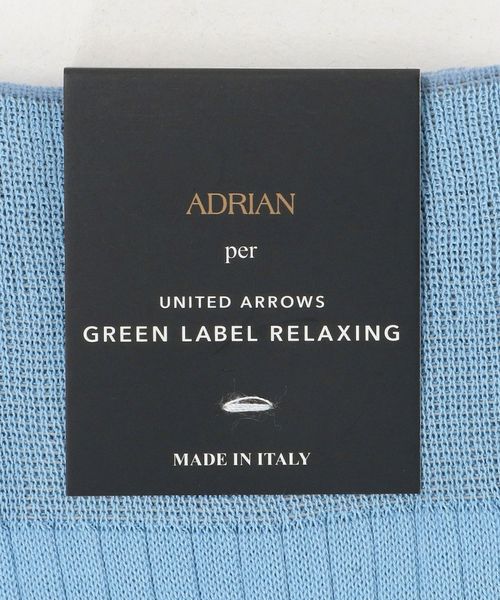 ADRIAN
per
UNITED ARROWS
GREEN LABEL RELAXING
MADE IN ITALY